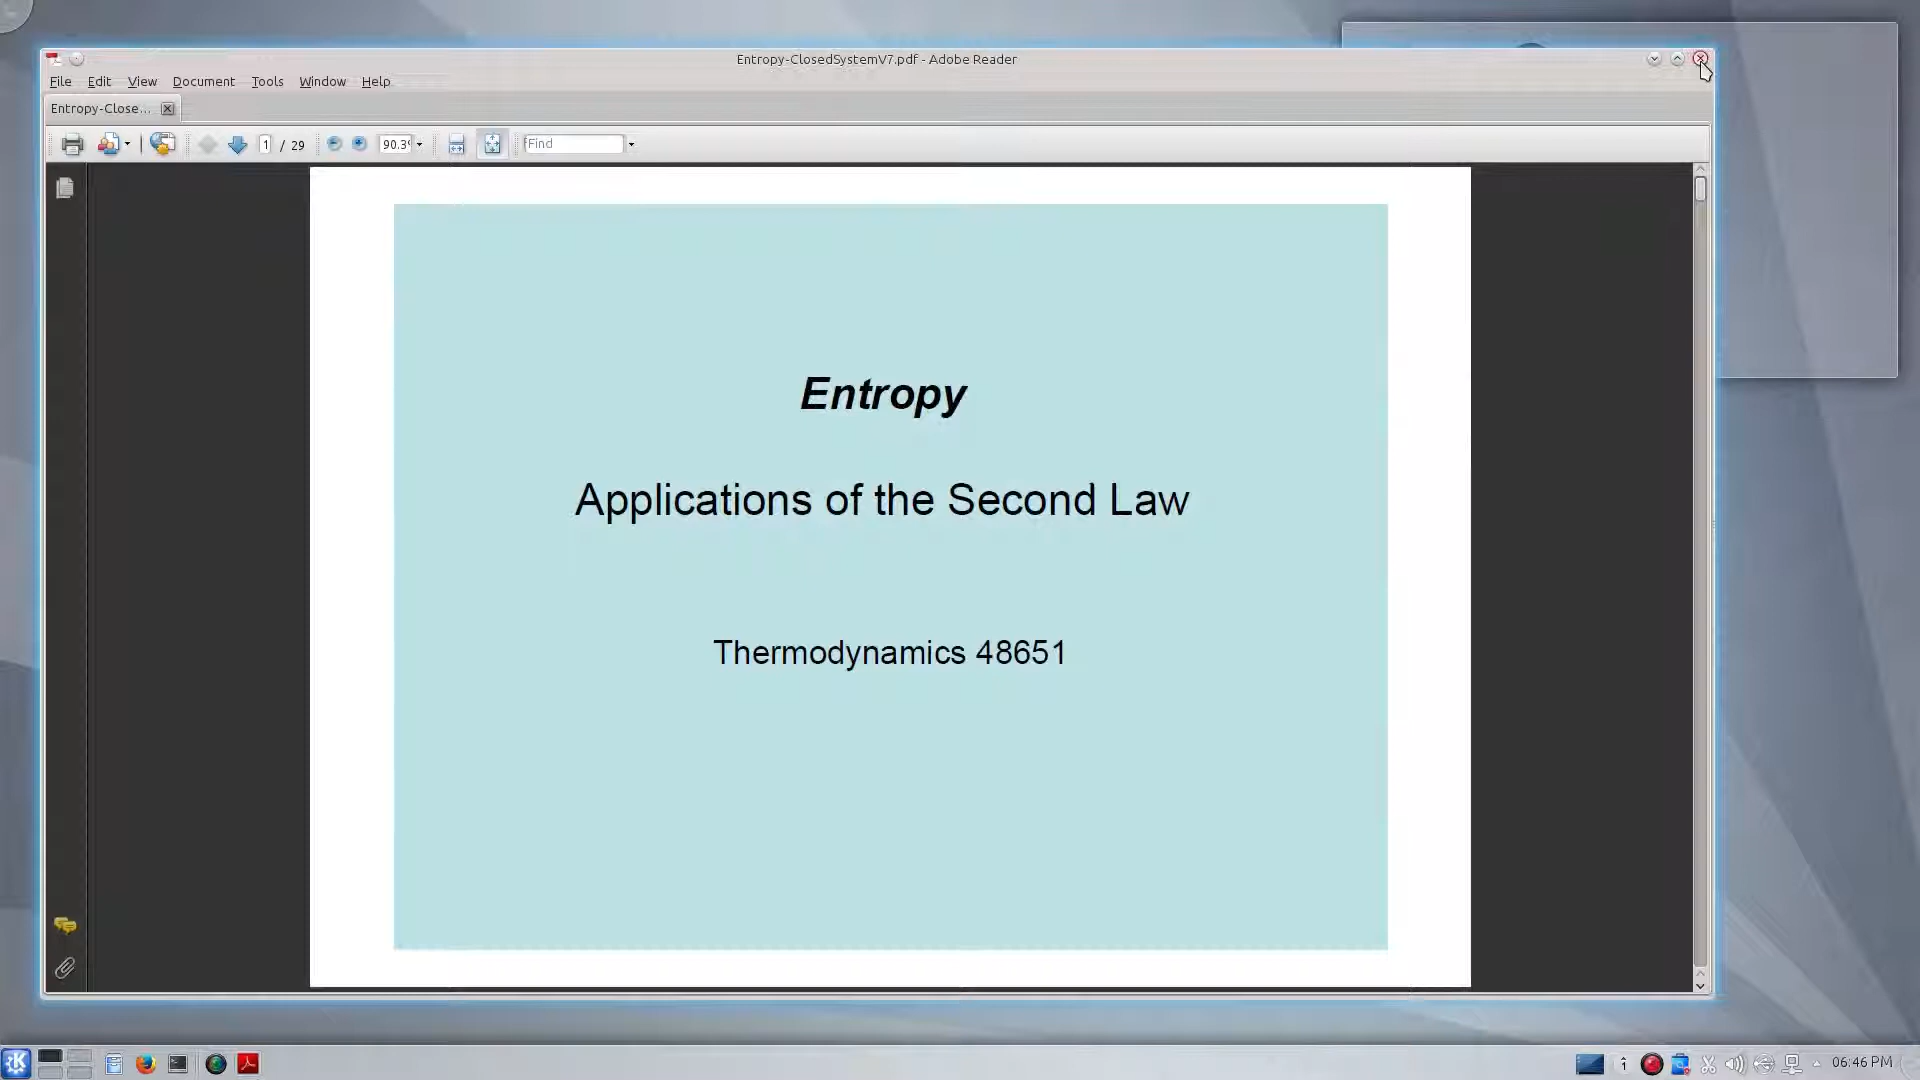 Entropy-ClosedSystemV7.pdf - Adobe Reader
File Edit View Document Tools Window Help
Entropy-Close...
1 / 29 90.3% Find
Entropy
Applications of the Second Law
Thermodynamics 48651
1 06:46 PM